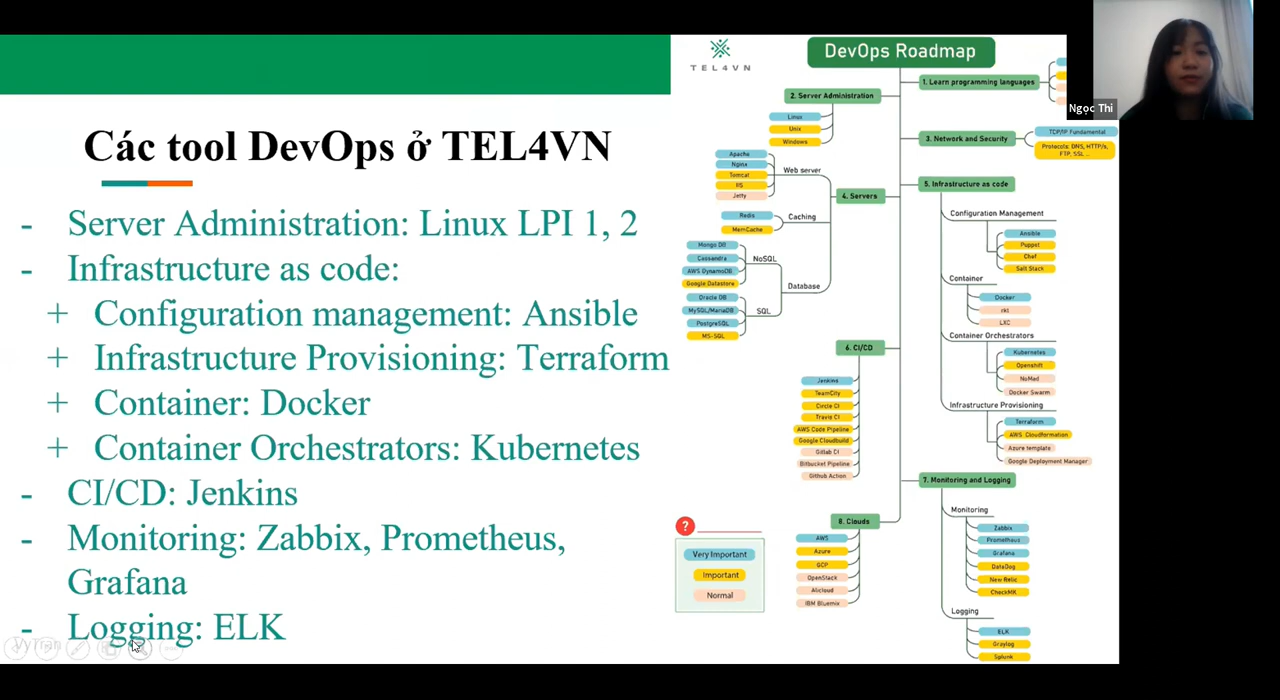 Các tool DevOps ở TEL4VN
- Server Administration: Linux LPI 1, 2
- Infrastructure as code:
+ Configuration management: Ansible
+ Infrastructure Provisioning: Terraform
+ Container: Docker
+ Container Orchestrators: Kubernetes
- CI/CD: Jenkins
- Monitoring: Zabbix, Prometheus,
Grafana
- Logging: ELK
VyTran
TEL4VN
DevOps Roadmap
1. Learn programming languages
2. Server Administration
Linux
Unix
Windows
3. Network and Security
TCP/IP Fundamental
Protocols: DNS, HTTP/s,
FTP, SSL ...
4. Servers
Web server
Apache
Nginx
Tomcat
IIS
Jetty
Caching
Redis
MemCache
Database
NoSQL
Mongo DB
Cassandra
AWS DynamoDB
Google Datastore
SQL
Oracle DB
MySQL/MariaDB
PostgreSQL
MS-SQL
5. Infrastructure as code
Configuration Management
Ansible
Puppet
Chef
Salt Stack
Container
Docker
rkt
LXC
Container Orchestrators
Kubernetes
Openshift
NoMad
Docker Swarm
Infrastructure Provisioning
Terraform
AWS Cloudformation
Azure template
Google Deployment Manager
6. CI/CD
Jenkins
TeamCity
Circle CI
Travis CI
AWS Code Pipeline
Google Cloudbuild
Gitlab CI
Bitbucket Pipeline
Github Action
7. Monitoring and Logging
Monitoring
Zabbix
Prometheus
Grafana
DataDog
New Relic
CheckMK
Logging
ELK
Graylog
Splunk
8. Clouds
AWS
Azure
GCP
OpenStack
Alicloud
IBM Bluemix
?
Very Important
Important
Normal
Ngọc Thi